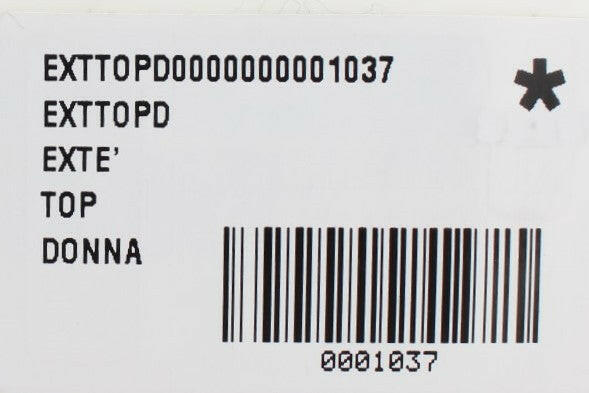 EXTTOPD0000000001037
EXTTOPD
EXTE'
TOP
DONNA
*
0001037